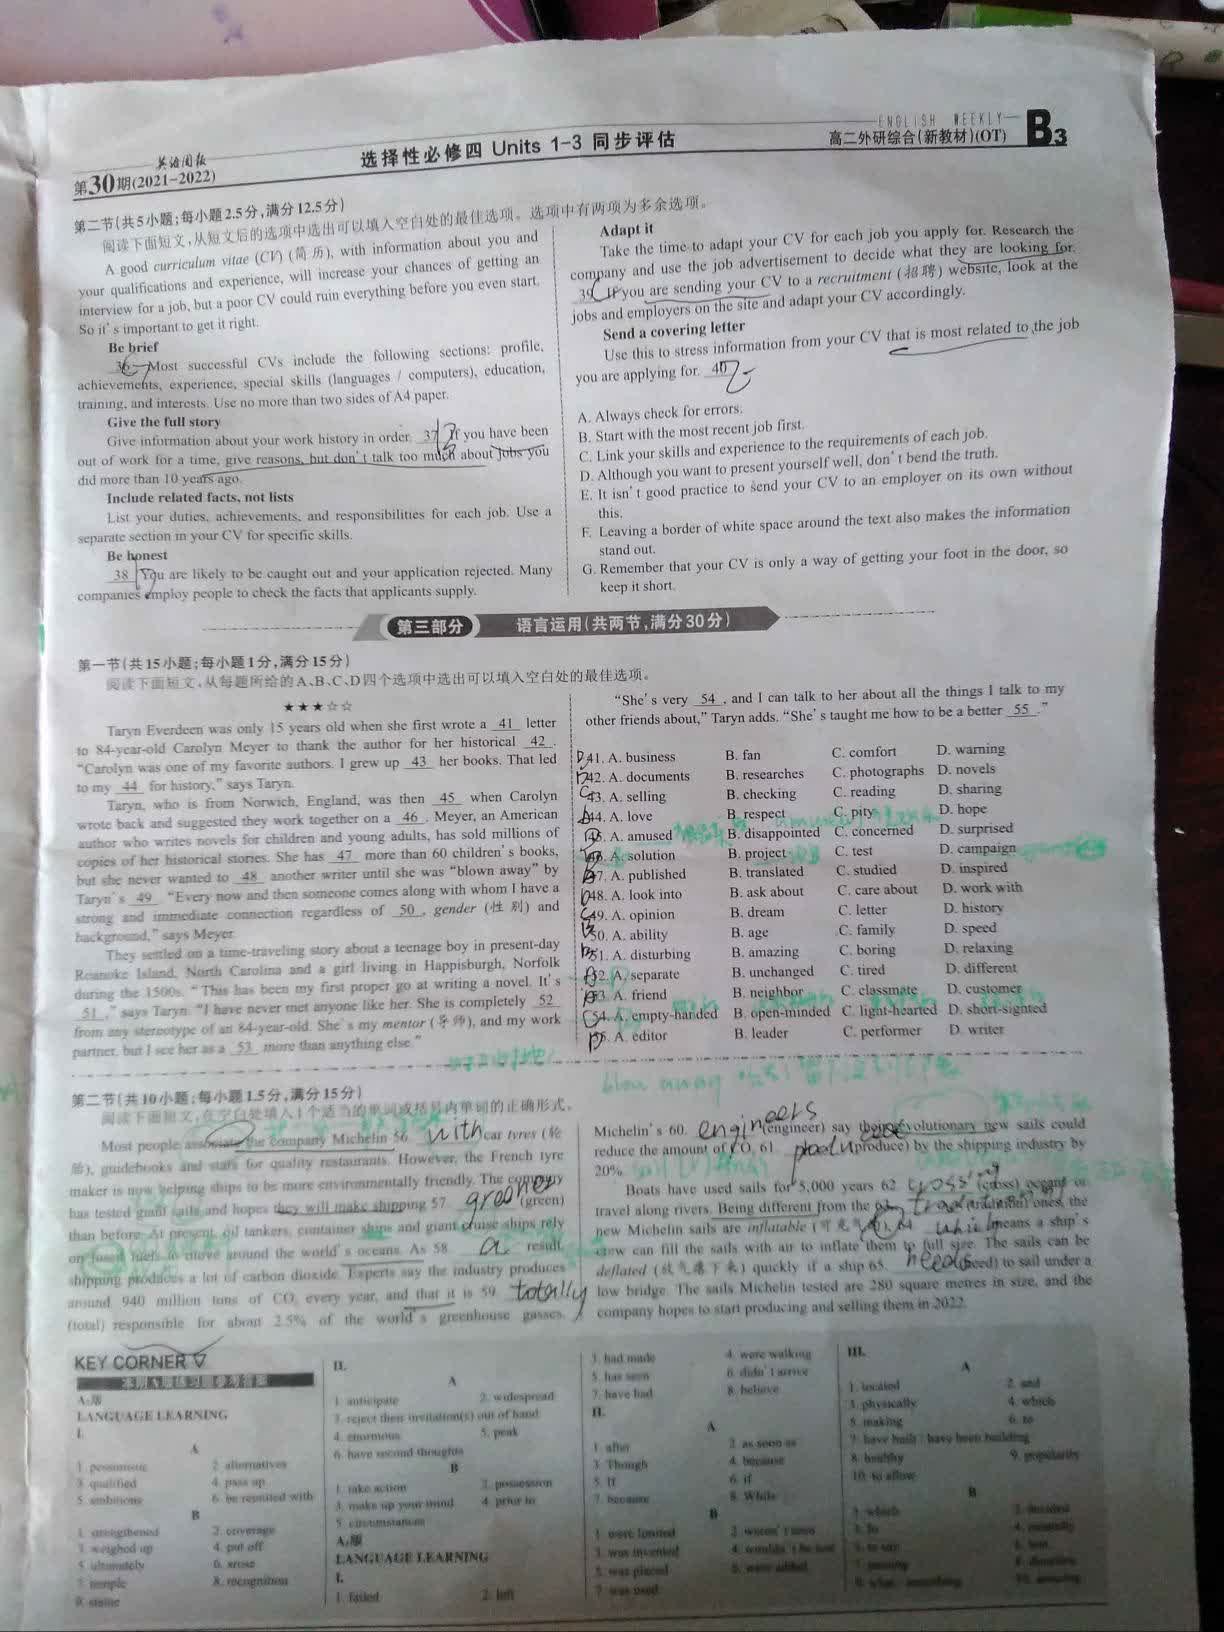 ENGLISH WEEKLY
英语周报
第30期(2021-2022)
选择性必修四 Units 1-3 同步评估
高二外研综合(新教材)(OT) B3
第二节(共5小题;每小题2.5分,满分12.5分)
阅读下面短文,从短文后的选项中选出可以填入空白处的最佳选项。选项中有两项为多余选项。
A good curriculum vitae (CV) (简历), with information about you and
your qualifications and experience, will increase your chances of getting an
interview for a job, but a poor CV could ruin everything before you even start.
So it's important to get it right.
Be brief
36 Most successful CVs include the following sections: profile,
achievements, experience, special skills (languages / computers), education,
training, and interests. Use no more than two sides of A4 paper.
Give the full story
Give information about your work history in order. 37 If you have been
out of work for a time, give reasons, but don't talk too much about jobs you
did more than 10 years ago.
Include related facts, not lists
List your duties, achievements, and responsibilities for each job. Use a
separate section in your CV for specific skills.
Be honest
38 You are likely to be caught out and your application rejected. Many
companies employ people to check the facts that applicants supply.
Adapt it
Take the time to adapt your CV for each job you apply for. Research the
company and use the job advertisement to decide what they are looking for.
39 If you are sending your CV to a recruitment (招聘) website, look at the
jobs and employers on the site and adapt your CV accordingly.
Send a covering letter
Use this to stress information from your CV that is most related to the job
you are applying for. 40
A. Always check for errors.
B. Start with the most recent job first.
C. Link your skills and experience to the requirements of each job.
D. Although you want to present yourself well, don't bend the truth.
E. It isn't good practice to send your CV to an employer on its own without
this.
F. Leaving a border of white space around the text also makes the information
stand out.
G. Remember that your CV is only a way of getting your foot in the door, so
keep it short.
第三部分 语言运用(共两节,满分30分)
第一节(共15小题;每小题1分,满分15分)
阅读下面短文,从每题所给的A、B、C、D四个选项中选出可以填入空白处的最佳选项。
★★★☆☆
Taryn Everdeen was only 15 years old when she first wrote a 41 letter
to 84-year-old Carolyn Meyer to thank the author for her historical 42 .
"Carolyn was one of my favorite authors. I grew up 43 her books. That led
to my 44 for history," says Taryn.
Taryn, who is from Norwich, England, was then 45 when Carolyn
wrote back and suggested they work together on a 46 . Meyer, an American
author who writes novels for children and young adults, has sold millions of
copies of her historical stories. She has 47 more than 60 children's books,
but she never wanted to 48 another writer until she was "blown away" by
Taryn's 49 . "Every now and then someone comes along with whom I have a
strong and immediate connection regardless of 50 , gender (性别) and
background," says Meyer.
They settled on a time-traveling story about a teenage boy in present-day
Roanoke Island, North Carolina and a girl living in Happisburgh, Norfolk
during the 1500s. "This has been my first proper go at writing a novel. It's
51 ," says Taryn. "I have never met anyone like her. She is completely 52
from any stereotype of an 84-year-old. She's my mentor (导师), and my work
partner, but I see her as a 53 more than anything else."
"She's very 54 , and I can talk to her about all the things I talk to my
other friends about," Taryn adds. "She's taught me how to be a better 55 ."
D 41. A. business B. fan C. comfort D. warning
D 42. A. documents B. researches C. photographs D. novels
C 43. A. selling B. checking C. reading D. sharing
44. A. love B. respect C. pity D. hope
45. A. amused B. disappointed C. concerned D. surprised
46. A. solution B. project C. test D. campaign
47. A. published B. translated C. studied D. inspired
48. A. look into B. ask about C. care about D. work with
C 49. A. opinion B. dream C. letter D. history
B 50. A. ability B. age C. family D. speed
51. A. disturbing B. amazing C. boring D. relaxing
52. A. separate B. unchanged C. tired D. different
53. A. friend B. neighbor C. classmate D. customer
54. A. empty-handed B. open-minded C. light-hearted D. short-sighted
D 55. A. editor B. leader C. performer D. writer
blow away
第二节(共10小题;每小题1.5分,满分15分)
阅读下面短文,在空白处填入1个适当的单词或括号内单词的正确形式。
Most people associate the company Michelin 56. with car tyres (轮
胎), guidebooks and stars for quality restaurants. However, the French tyre
maker is now helping ships to be more environmentally friendly. The company
has tested giant sails and hopes they will make shipping 57. greener (green)
than before. At present, oil tankers, container ships and giant cruise ships rely
on fossil fuels to move around the world's oceans. As 58. a result,
shipping produces a lot of carbon dioxide. Experts say the industry produces
around 940 million tons of CO2 every year, and that it is 59. totally
(total) responsible for about 2.5% of the world's greenhouse gasses.
Michelin's 60. engineers (engineer) say their revolutionary new sails could
reduce the amount of CO2 61. (produce) by the shipping industry by
20%.
Boats have used sails for 5,000 years 62. crossing (cross) oceans or
travel along rivers. Being different from the 63. (tradition) ones, the
new Michelin sails are inflatable (可充气的), 64. which means a ship's
crew can fill the sails with air to inflate them to full size. The sails can be
deflated (放气落下来) quickly if a ship 65. needs (need) to sail under a
low bridge. The sails Michelin tested are 280 square metres in size, and the
company hopes to start producing and selling them in 2022.
KEY CORNER
本期A版练习题参考答案
LANGUAGE LEARNING
I.
A
1. pessimistic 2. alternatives
3. qualified 4. pass up
5. ambitious 6. be reunited with
B
1. strengthened 2. coverage
3. weighed up 4. put off
5. ultimately 6. arose
7. temple 8. recognition
9. statue
II.
A
1. anticipate 2. widespread
3. reject their invitation(s) out of hand
4. enormous 5. peak
6. have second thoughts
B
1. take action 2. possession
3. make up your mind 4. prior to
5. circumstances
LANGUAGE LEARNING
I.
1. failed 2. left
3. had made 4. were walking
5. has seen 6. didn't arrive
7. have had 8. believe
II.
A
1. after 2. as soon as
3. Though 4. because
5. If 6. if
7. because 8. While
B
1. were limited
3. was invented
5. was placed 6. were added
7. was used
III.
A
1. located 2. and
3. physically 4. which
5. making 6. to
7. have built / have been building
8. healthy 9. popularity
10. to allow
B
1. which